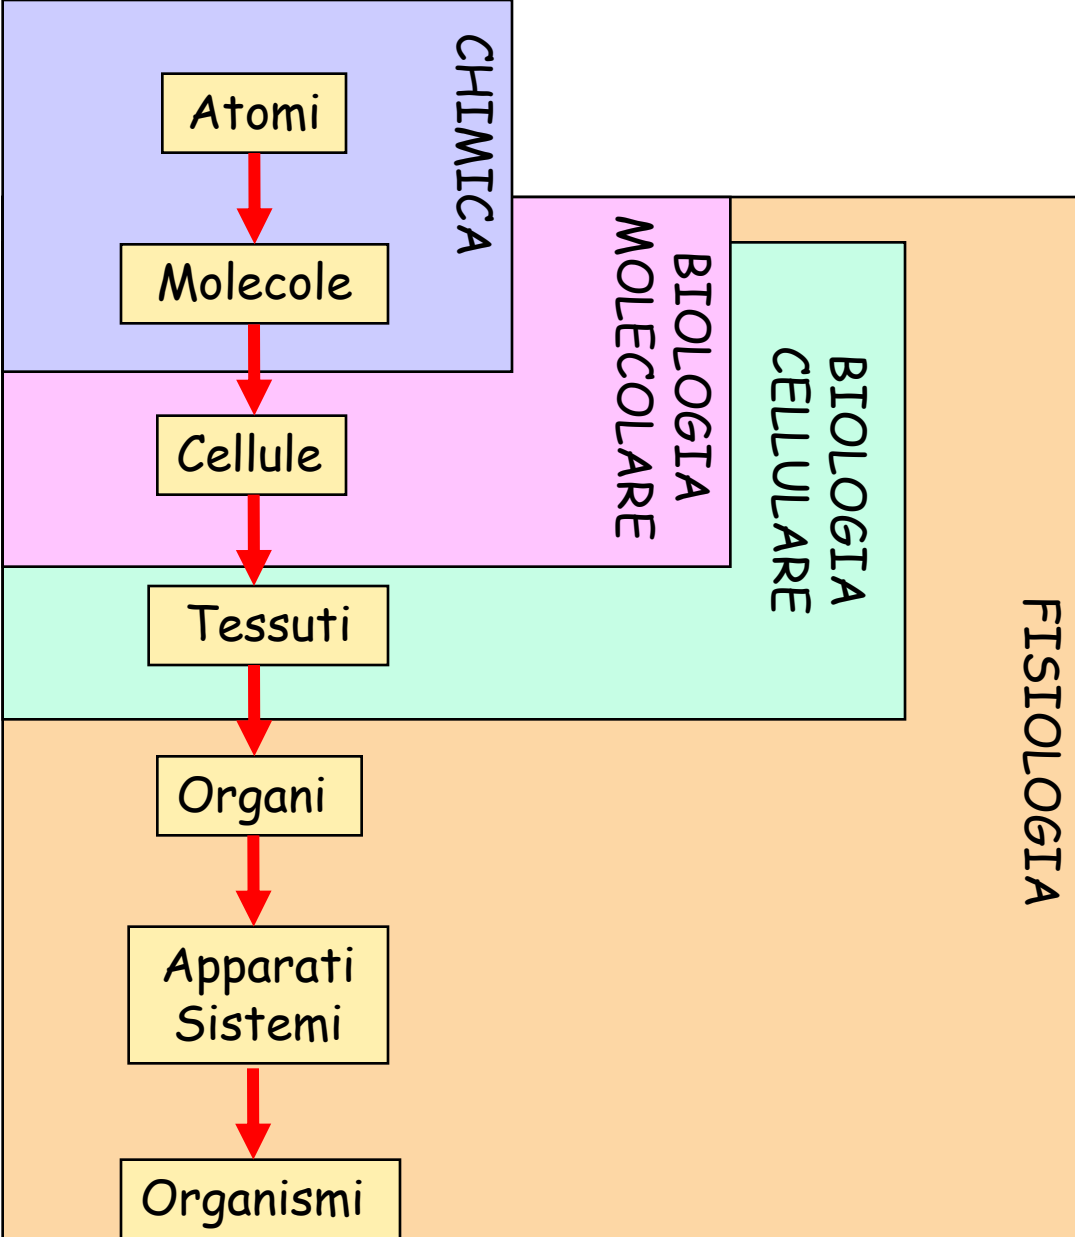 Atomi
CHIMICA
Molecole
BIOLOGIA
MOLECOLARE
Cellule
BIOLOGIA
CELLULARE
Tessuti
FISIOLOGIA
Organi
Apparati
Sistemi
Organismi